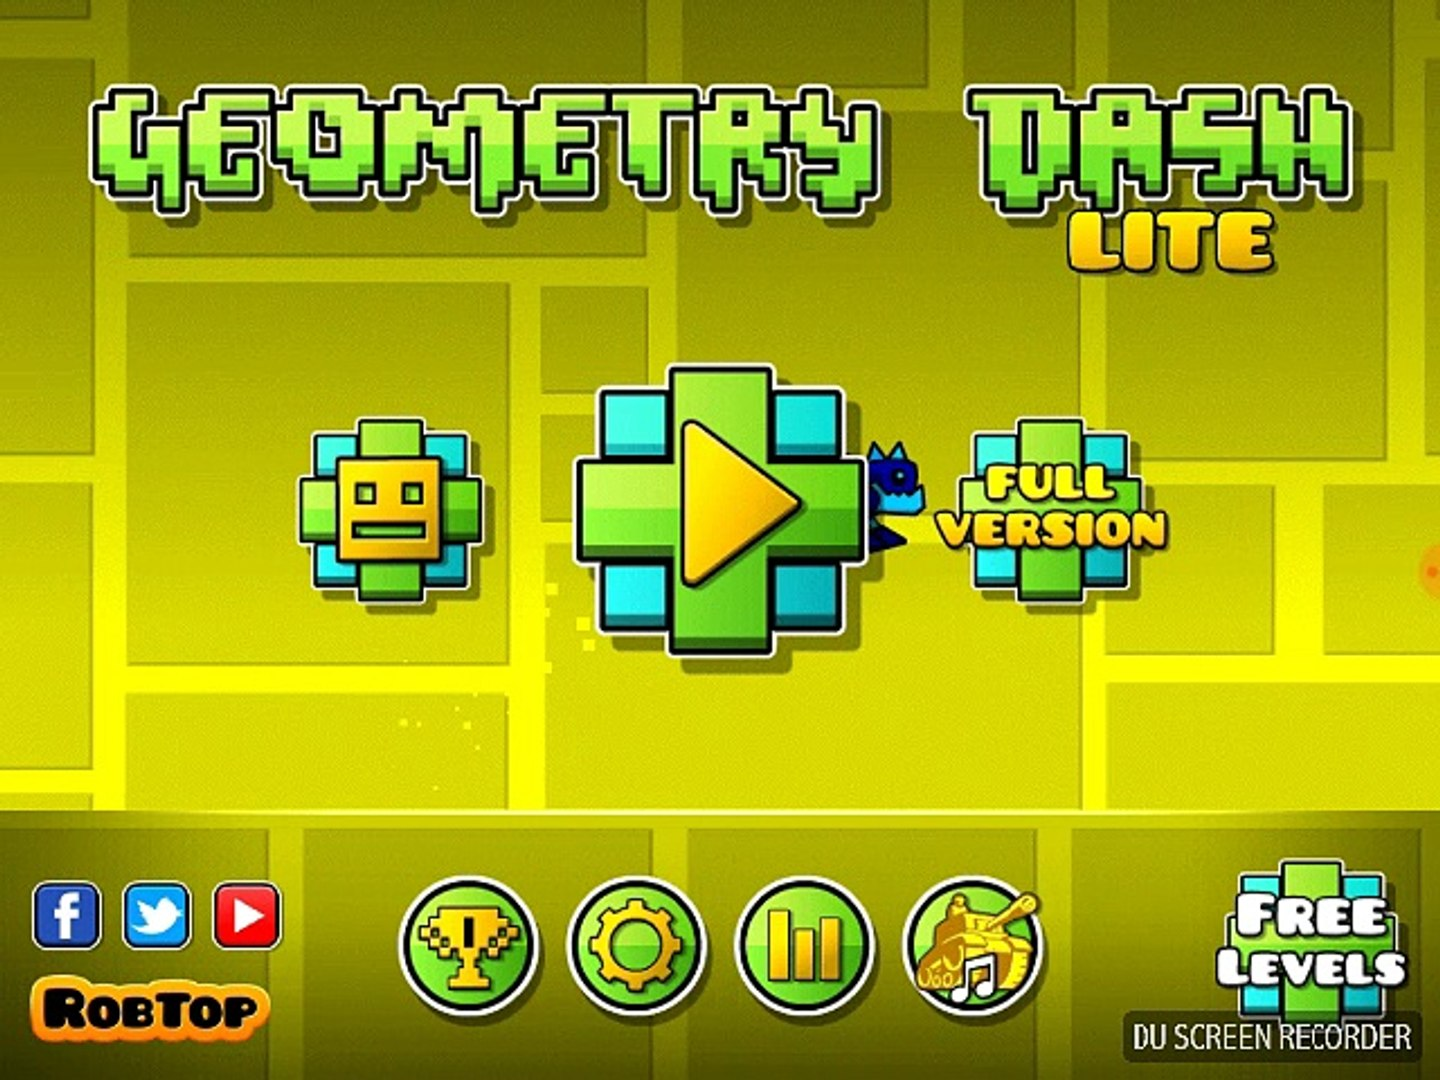 GEOMETRY DASH
LITE
FULL
VERSION
f
ROBTOP
FREE
LEVELS
DU SCREEN RECORDER